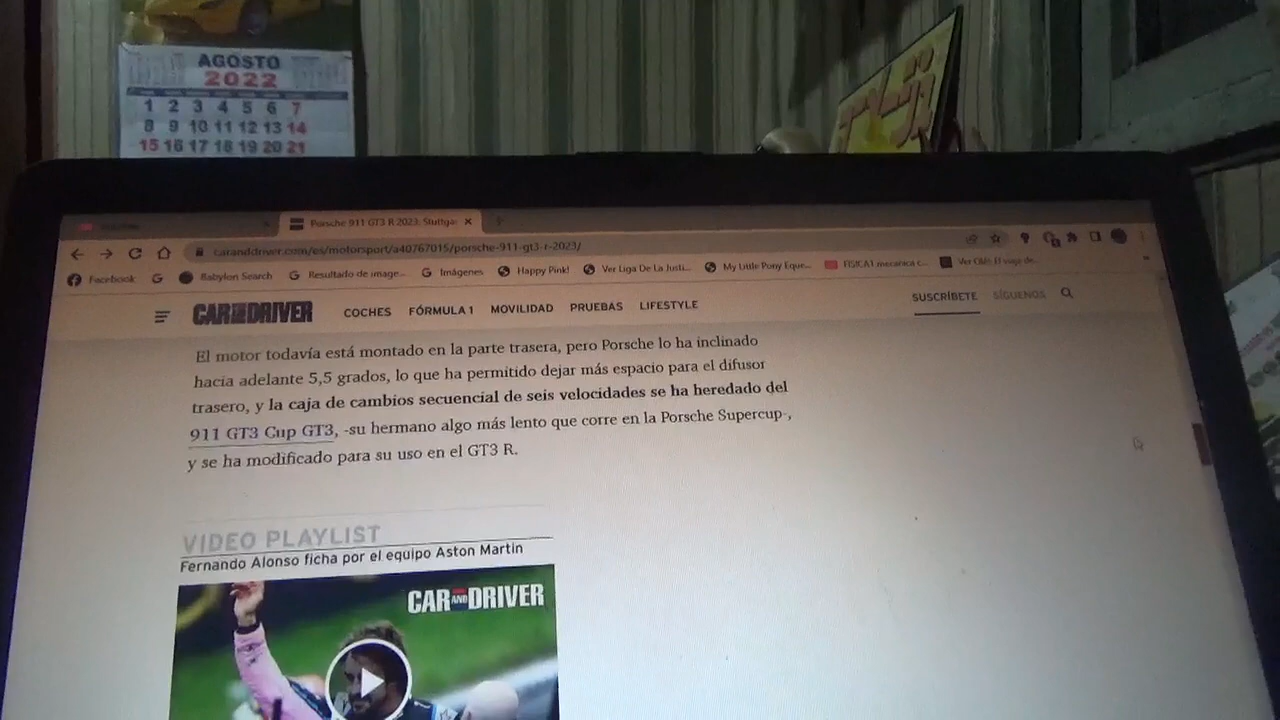 AGOSTO
2022
1 2 3 4 5 6 7
8 9 10 11 12 13 14
15 16 17 18 19 20 21
Porsche 911 GT3 R 2023: Stuttga
caranddriver.com/es/motorsport/a40767015/porsche-911-gt3-r-2023/
Facebook
Babylon Search
Resultado de image...
Imágenes
Happy Pink!
Ver Liga De La Justi...
My Little Pony Eque...
FISICA1 mecanica c...
CAR AND DRIVER
COCHES FÓRMULA 1 MOVILIDAD PRUEBAS LIFESTYLE
SUSCRÍBETE SÍGUENOS
El motor todavía está montado en la parte trasera, pero Porsche lo ha inclinado
hacia adelante 5,5 grados, lo que ha permitido dejar más espacio para el difusor
trasero, y la caja de cambios secuencial de seis velocidades se ha heredado del
911 GT3 Cup GT3, -su hermano algo más lento que corre en la Porsche Supercup-,
y se ha modificado para su uso en el GT3 R.
VIDEO PLAYLIST
Fernando Alonso ficha por el equipo Aston Martin
CAR AND DRIVER